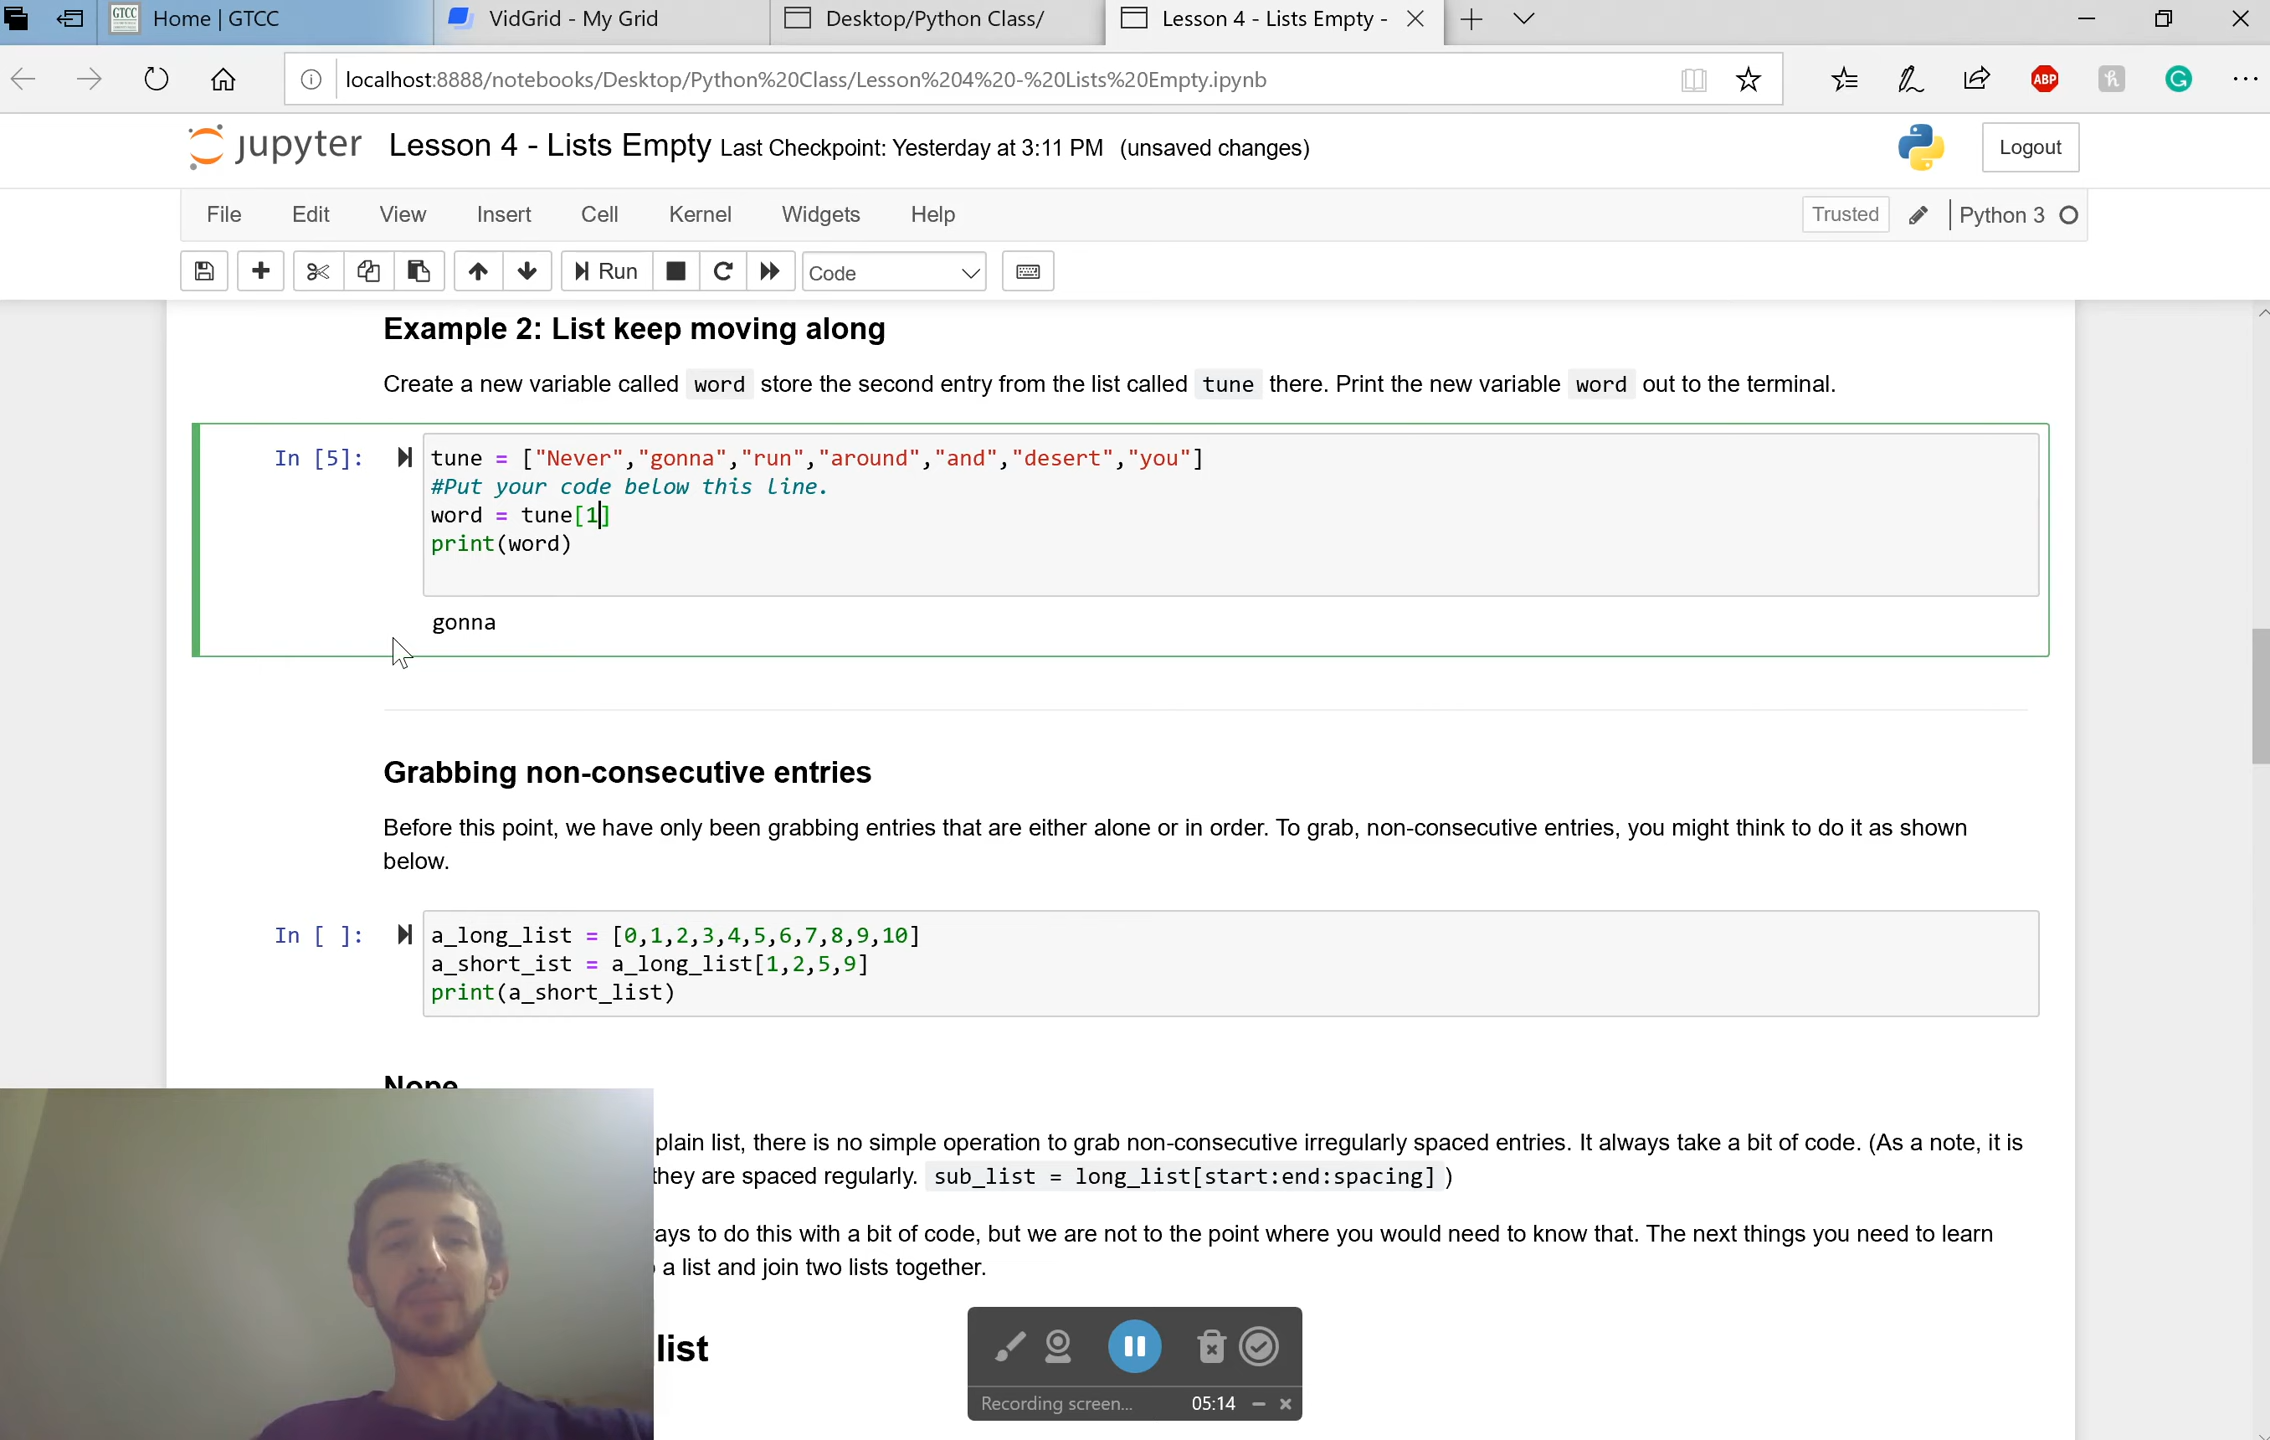 Home | GTCC
VidGrid - My Grid
Desktop/Python Class/
Lesson 4 - Lists Empty -
localhost:8888/notebooks/Desktop/Python%20Class/Lesson%204%20-%20Lists%20Empty.ipynb
ABP
jupyter Lesson 4 - Lists Empty Last Checkpoint: Yesterday at 3:11 PM (unsaved changes)
Logout
File Edit View Insert Cell Kernel Widgets Help
Trusted Python 3
Run Code
Example 2: List keep moving along
Create a new variable called word store the second entry from the list called tune there. Print the new variable word out to the terminal.
In [5]: tune = ["Never","gonna","run","around","and","desert","you"]
#Put your code below this line.
word = tune[1]
print(word)
gonna
Grabbing non-consecutive entries
Before this point, we have only been grabbing entries that are either alone or in order. To grab, non-consecutive entries, you might think to do it as shown
below.
In [ ]: a_long_list = [0,1,2,3,4,5,6,7,8,9,10]
a_short_ist = a_long_list[1,2,5,9]
print(a_short_list)
Nope
plain list, there is no simple operation to grab non-consecutive irregularly spaced entries. It always take a bit of code. (As a note, it is
they are spaced regularly. sub_list = long_list[start:end:spacing] )
ays to do this with a bit of code, but we are not to the point where you would need to know that. The next things you need to learn
a list and join two lists together.
list
Recording screen... 05:14